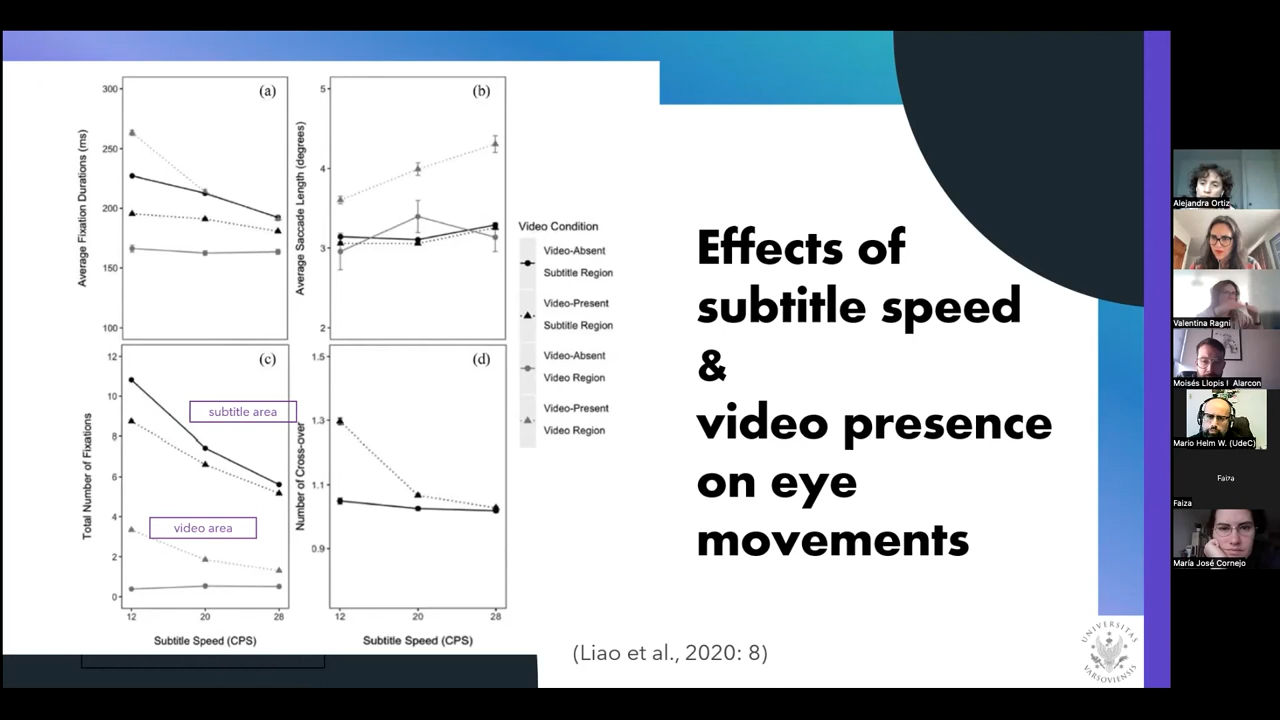 (a)
300
250
200
150
100
Average Fixation Durations (ms)
(b)
5
4
3
2
Average Saccade Length (degrees)
(c)
12
10
8
6
4
2
0
Total Number of Fixations
subtitle area
video area
12
20
28
Subtitle Speed (CPS)
(d)
1.5
1.3
1.1
0.9
Number of Cross-over
12
20
28
Subtitle Speed (CPS)
Video Condition
Video-Absent
Subtitle Region
Video-Present
Subtitle Region
Video-Absent
Video Region
Video-Present
Video Region
Effects of
subtitle speed
&
video presence
on eye
movements
(Liao et al., 2020: 8)
UNIVERSITAS
VARSOVIENSIS
Alejandra Ortiz
Valentina Ragni
Moisés Llopis I Alarcon
Mario Helm W. (UdeC)
Faiza
Faiza
María José Cornejo